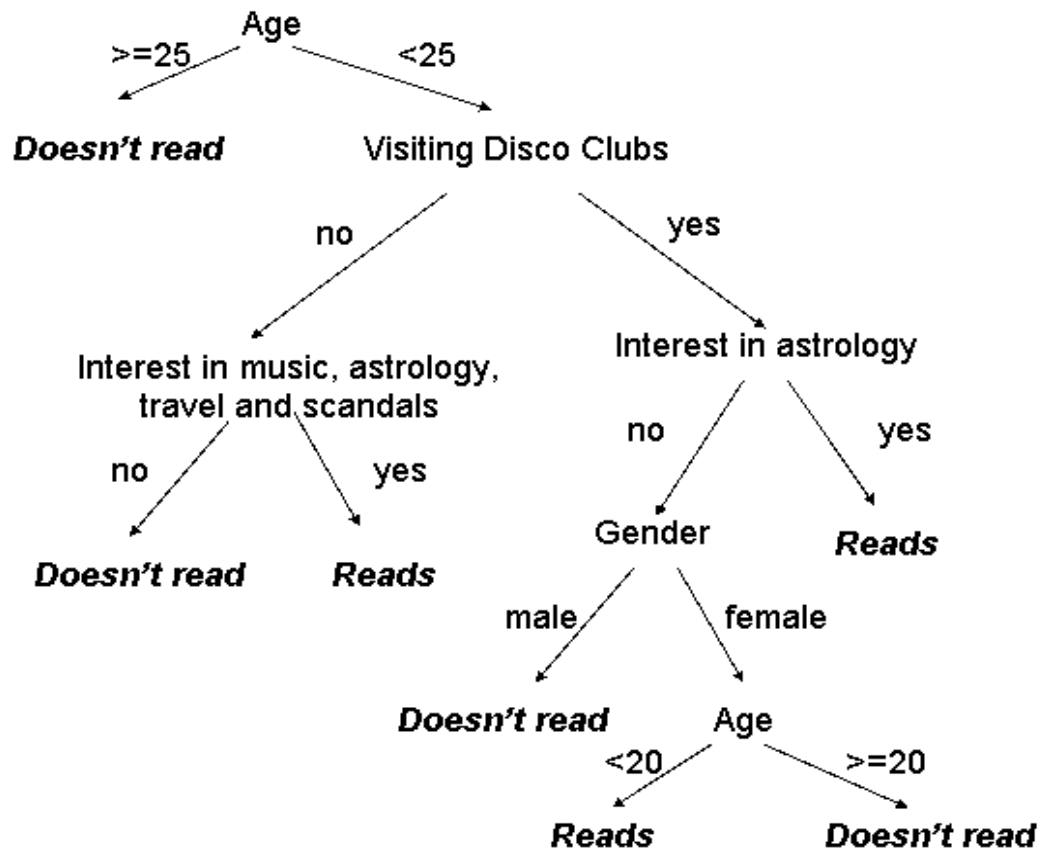 Age
>=25
<25
Doesn't read
Visiting Disco Clubs
no
yes
Interest in music, astrology,
travel and scandals
Interest in astrology
no
yes
no
yes
Doesn't read
Reads
Gender
Reads
male
female
Doesn't read
Age
<20
>=20
Reads
Doesn't read